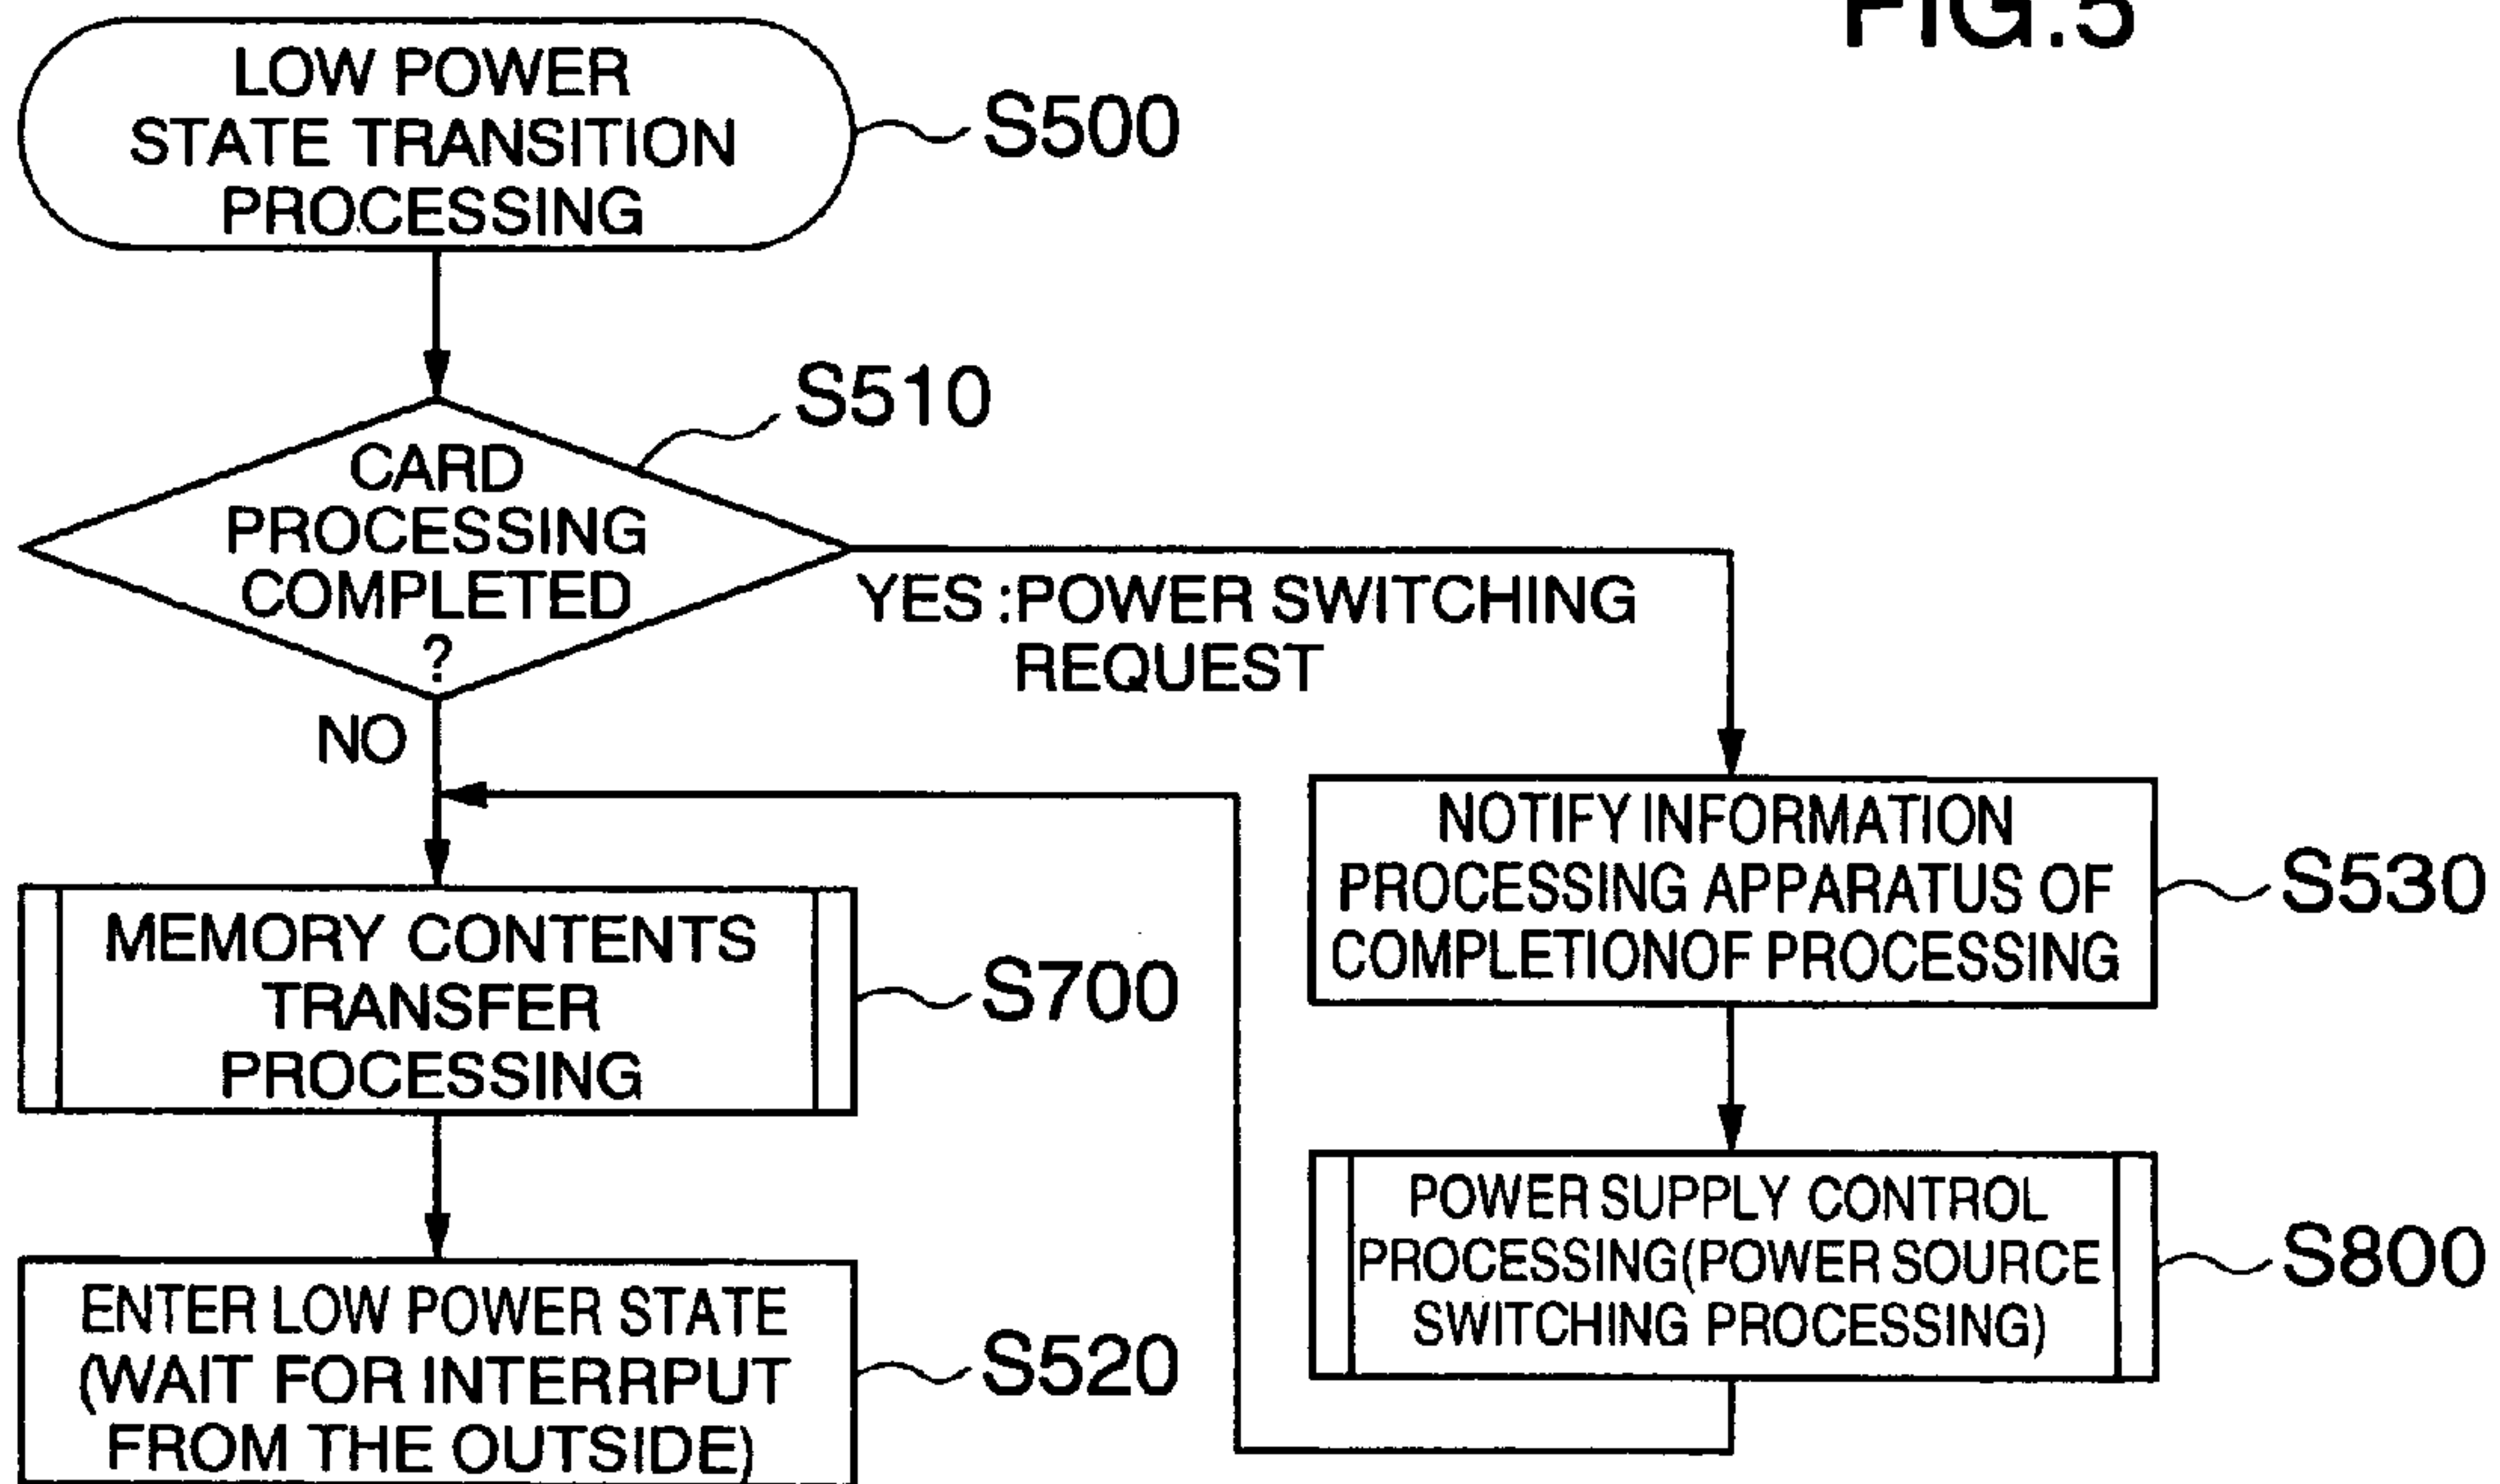 FIG.5
LOW POWER
STATE TRANSITION
PROCESSING
S500
S510
CARD
PROCESSING
COMPLETED
?
YES :POWER SWITCHING
REQUEST
NO
NOTIFY INFORMATION
PROCESSING APPARATUS OF
COMPLETIONOF PROCESSING
S530
MEMORY CONTENTS
TRANSFER
PROCESSING
S700
POWER SUPPLY CONTROL
PROCESSING(POWER SOURCE
SWITCHING PROCESSING)
S800
ENTER LOW POWER STATE
(WAIT FOR INTERRPUT
FROM THE OUTSIDE)
S520